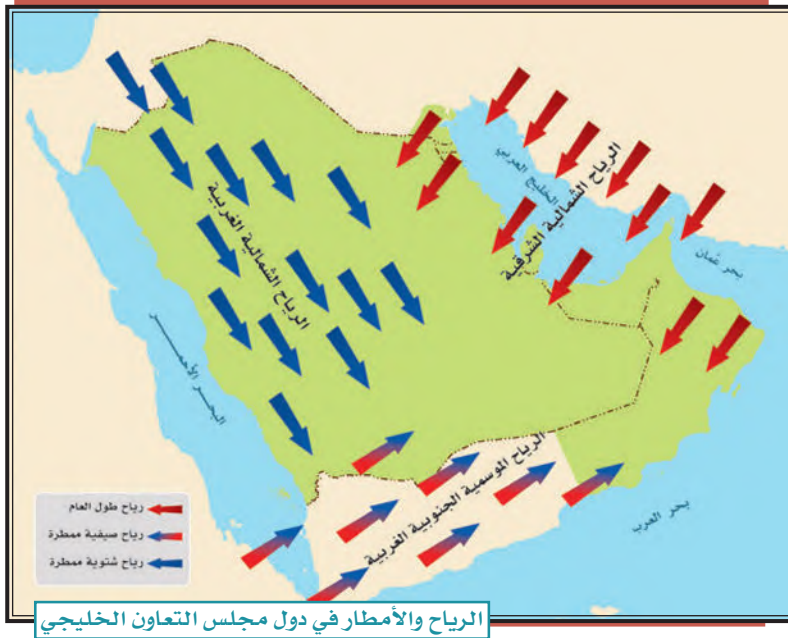 الرياح الشمالية الشرقية
الخليج العربي
بحر عُمان
الرياح الشمالية الغربية
البحر الأحمر
الرياح الموسمية الجنوبية الغربية
بحر العرب
رياح طول العام
رياح صيفية ممطرة
رياح شتوية ممطرة
الرياح والأمطار في دول مجلس التعاون الخليجي